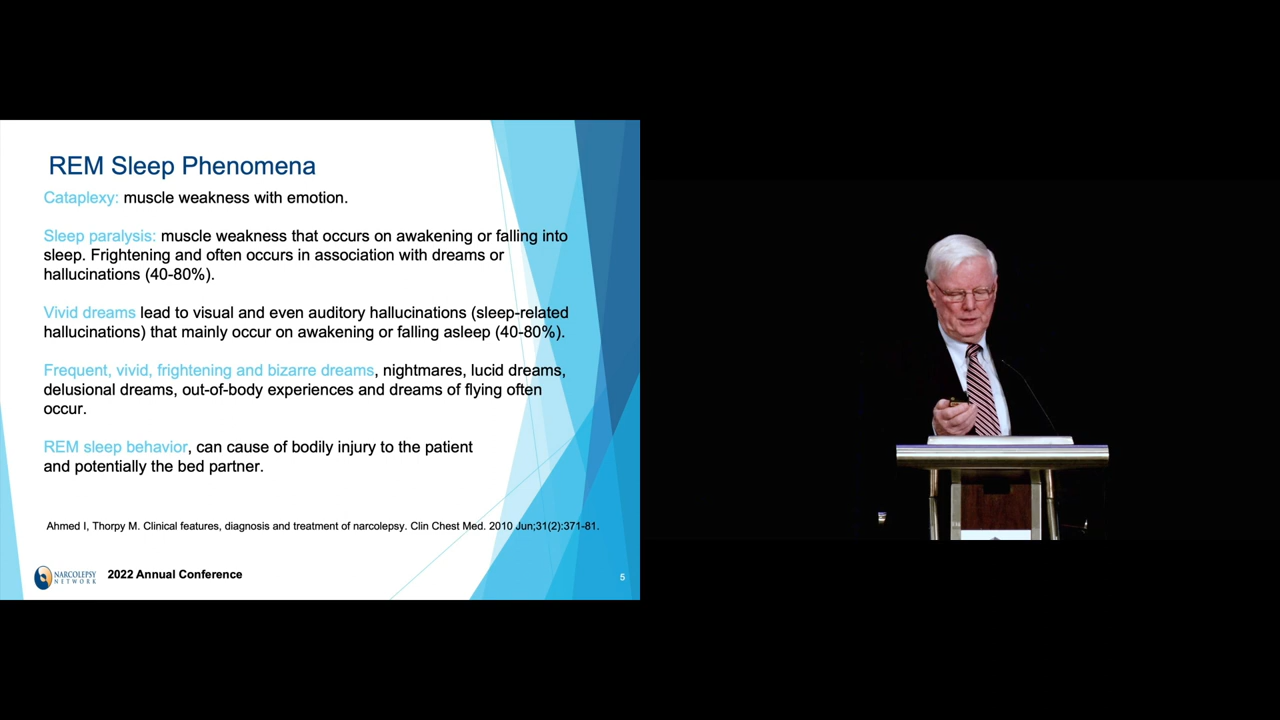 REM Sleep Phenomena
Cataplexy: muscle weakness with emotion.
Sleep paralysis: muscle weakness that occurs on awakening or falling into
sleep. Frightening and often occurs in association with dreams or
hallucinations (40-80%).
Vivid dreams lead to visual and even auditory hallucinations (sleep-related
hallucinations) that mainly occur on awakening or falling asleep (40-80%).
Frequent, vivid, frightening and bizarre dreams, nightmares, lucid dreams,
delusional dreams, out-of-body experiences and dreams of flying often
occur.
REM sleep behavior, can cause of bodily injury to the patient
and potentially the bed partner.
Ahmed I, Thorpy M. Clinical features, diagnosis and treatment of narcolepsy. Clin Chest Med. 2010 Jun;31(2):371-81.
NARCOLEPSY
NETWORK
2022 Annual Conference
5